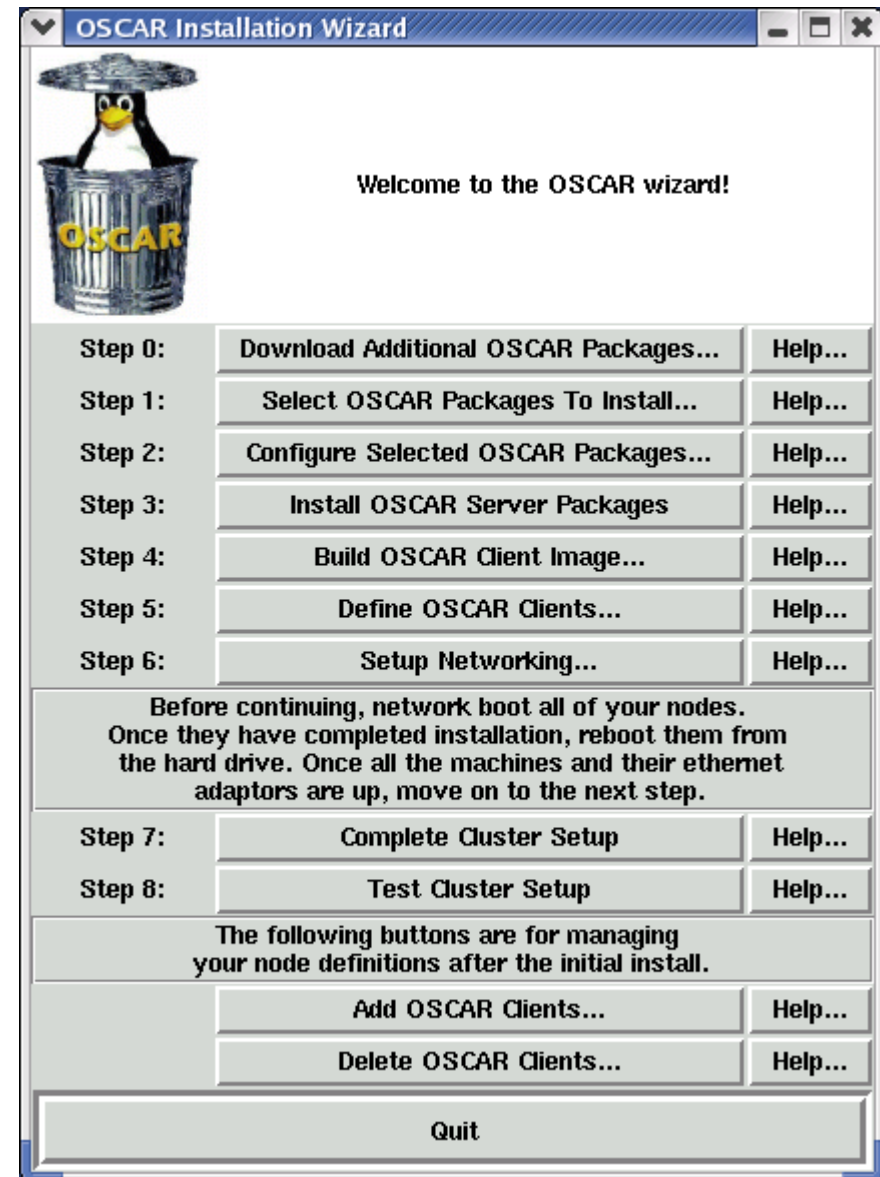 OSCAR Installation Wizard
OSCAR
Welcome to the OSCAR wizard!
Step 0: Download Additional OSCAR Packages... Help...
Step 1: Select OSCAR Packages To Install... Help...
Step 2: Configure Selected OSCAR Packages... Help...
Step 3: Install OSCAR Server Packages Help...
Step 4: Build OSCAR Client Image... Help...
Step 5: Define OSCAR Clients... Help...
Step 6: Setup Networking... Help...
Before continuing, network boot all of your nodes.
Once they have completed installation, reboot them from
the hard drive. Once all the machines and their ethernet
adaptors are up, move on to the next step.
Step 7: Complete Cluster Setup Help...
Step 8: Test Cluster Setup Help...
The following buttons are for managing
your node definitions after the initial install.
Add OSCAR Clients... Help...
Delete OSCAR Clients... Help...
Quit